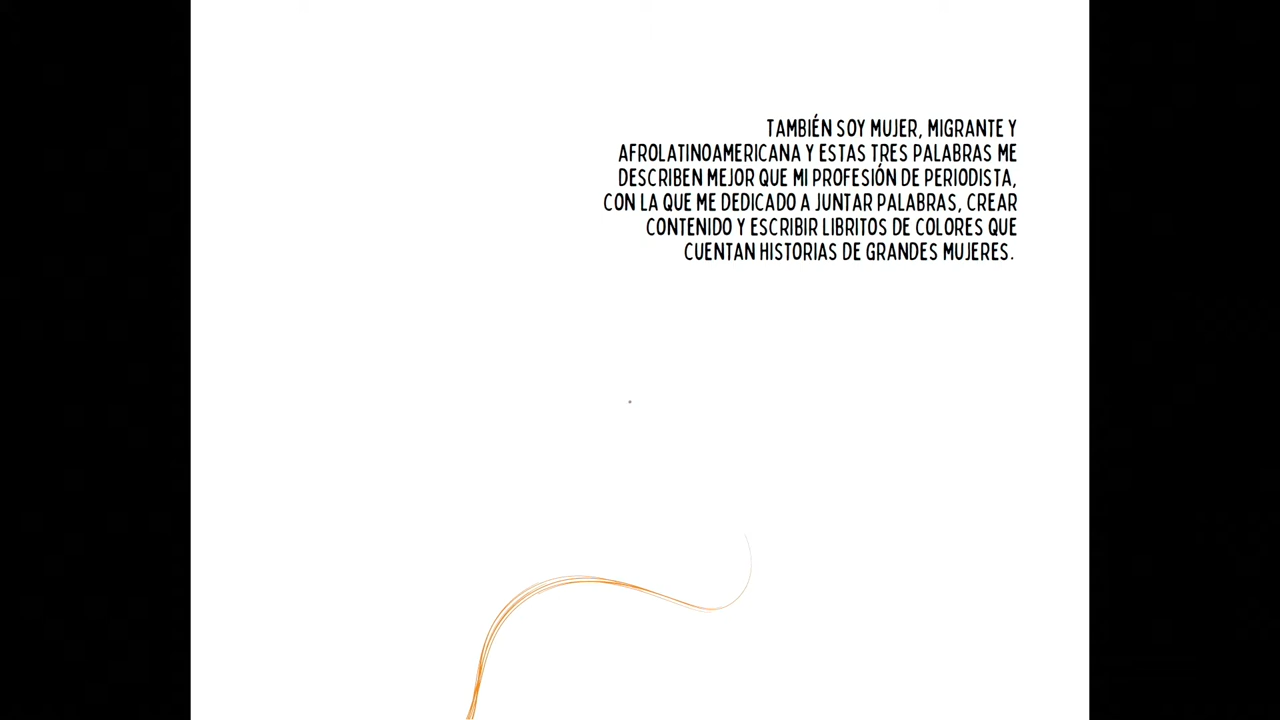 TAMBIÉN SOY MUJER, MIGRANTE Y
AFROLATINOAMERICANA Y ESTAS TRES PALABRAS ME
DESCRIBEN MEJOR QUE MI PROFESIÓN DE PERIODISTA,
CON LA QUE ME DEDICADO A JUNTAR PALABRAS, CREAR
CONTENIDO Y ESCRIBIR LIBRITOS DE COLORES QUE
CUENTAN HISTORIAS DE GRANDES MUJERES.